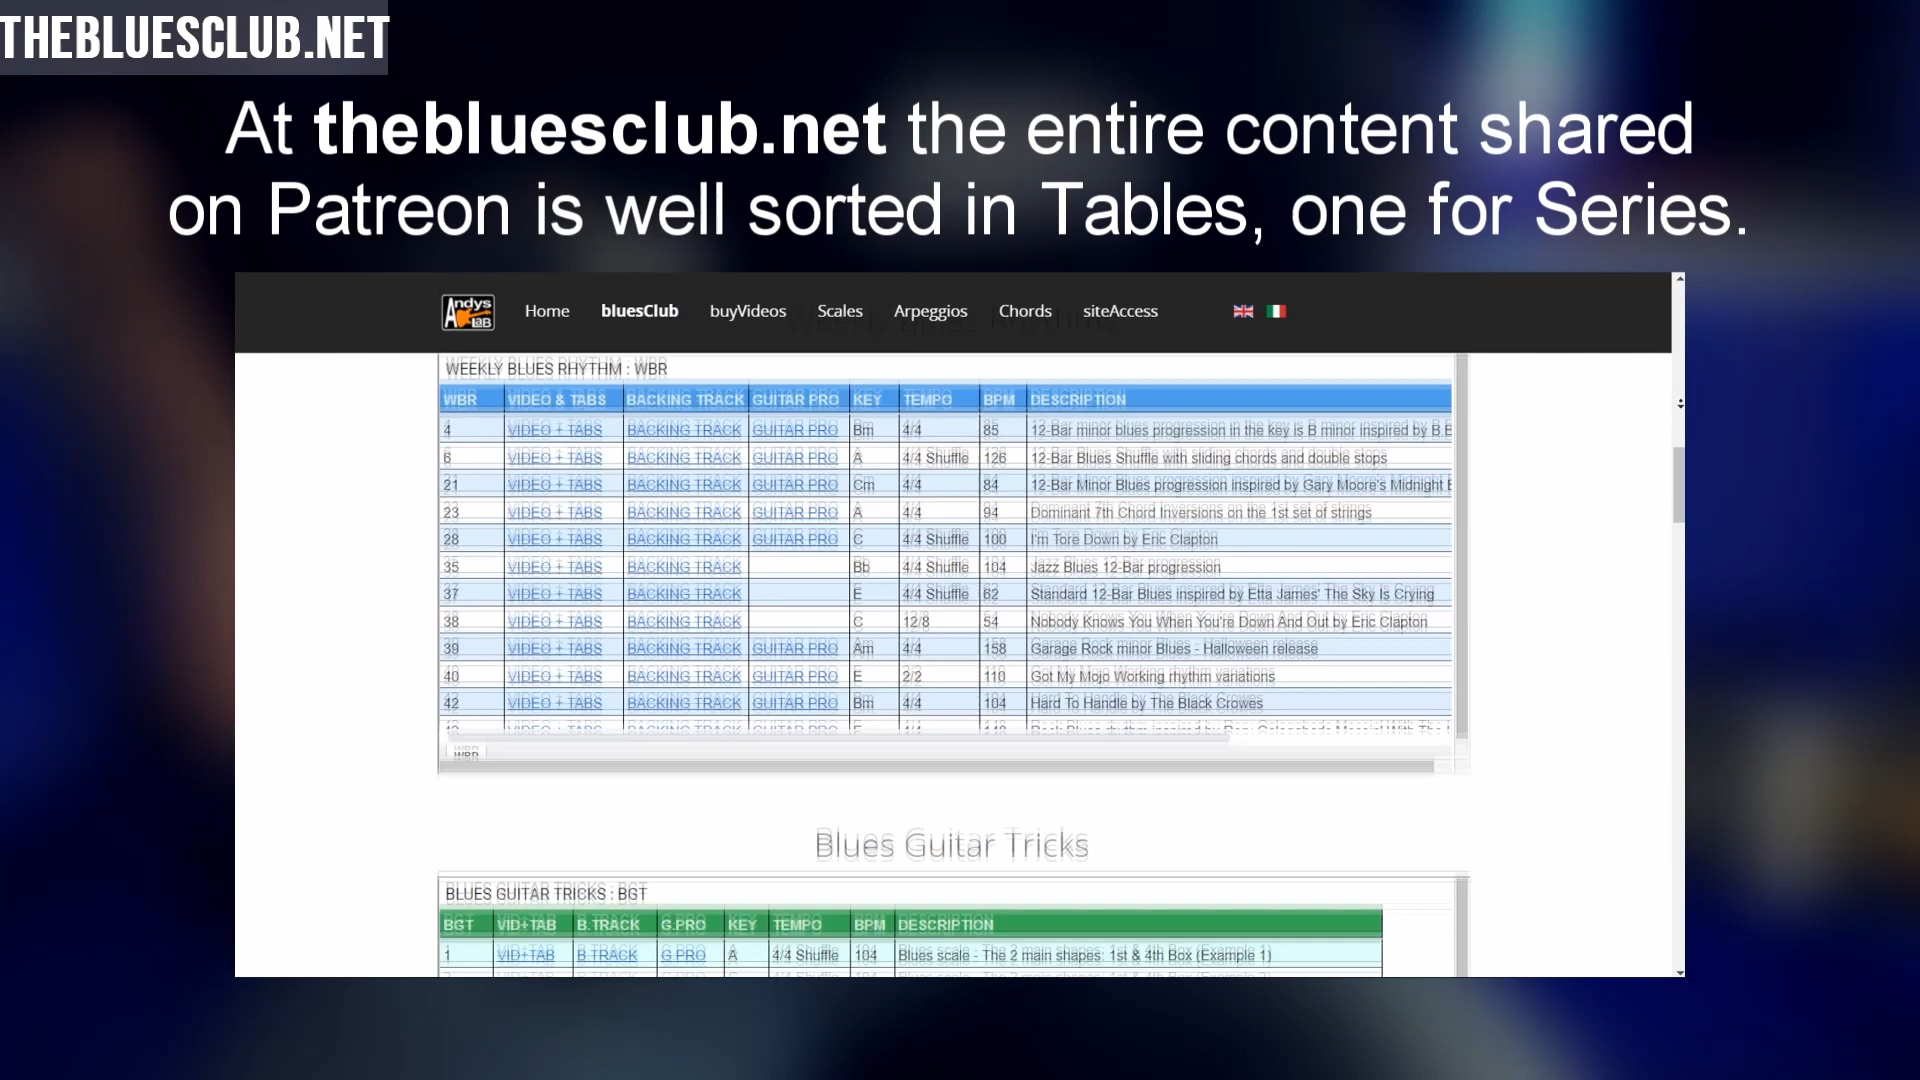 THEBLUESCLUB.NET
At thebluesclub.net the entire content shared
on Patreon is well sorted in Tables, one for Series.
Andys LAB Home bluesClub buyVideos Scales Arpeggios Chords siteAccess
WEEKLY BLUES RHYTHM : WBR
WBR VIDEO & TABS BACKING TRACK GUITAR PRO KEY TEMPO BPM DESCRIPTION
4 VIDEO + TABS BACKING TRACK GUITAR PRO Bm 4/4 85 12-Bar minor blues progression in the key is B minor inspired by B.B
6 VIDEO + TABS BACKING TRACK GUITAR PRO A 4/4 Shuffle 126 12-Bar Blues Shuffle with sliding chords and double stops
21 VIDEO + TABS BACKING TRACK GUITAR PRO Cm 4/4 84 12-Bar Minor Blues progression inspired by Gary Moore's Midnight
23 VIDEO + TABS BACKING TRACK GUITAR PRO A 4/4 94 Dominant 7th Chord Inversions on the 1st set of strings
28 VIDEO + TABS BACKING TRACK GUITAR PRO C 4/4 Shuffle 100 I'm Tore Down by Eric Clapton
35 VIDEO + TABS BACKING TRACK Bb 4/4 Shuffle 104 Jazz Blues 12-Bar progression
37 VIDEO + TABS BACKING TRACK E 4/4 Shuffle 62 Standard 12-Bar Blues inspired by Etta James' The Sky Is Crying
38 VIDEO + TABS BACKING TRACK C 12/8 54 Nobody Knows You When You're Down And Out by Eric Clapton
39 VIDEO + TABS BACKING TRACK GUITAR PRO Am 4/4 158 Garage Rock minor Blues - Halloween release
40 VIDEO + TABS BACKING TRACK GUITAR PRO E 2/2 110 Got My Mojo Working rhythm variations
42 VIDEO + TABS BACKING TRACK GUITAR PRO Bm 4/4 104 Hard To Handle by The Black Crowes
VIDEO + TABS BACKING TRACK GUITAR PRO
WBR
Blues Guitar Tricks
BLUES GUITAR TRICKS : BGT
BGT VID+TAB B.TRACK G.PRO KEY TEMPO BPM DESCRIPTION
1 VID+TAB B.TRACK G.PRO A 4/4 Shuffle 104 Blues scale - The 2 main shapes: 1st & 4th Box (Example 1)